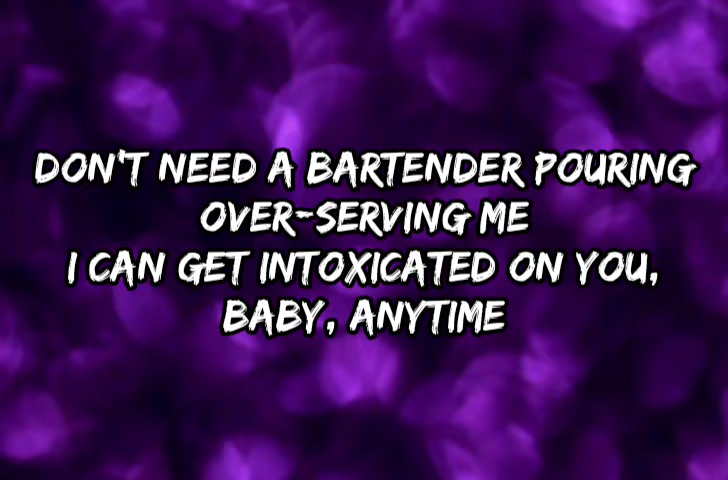 DON'T NEED A BARTENDER POURING
OVER-SERVING ME
I CAN GET INTOXICATED ON YOU,
BABY, ANYTIME